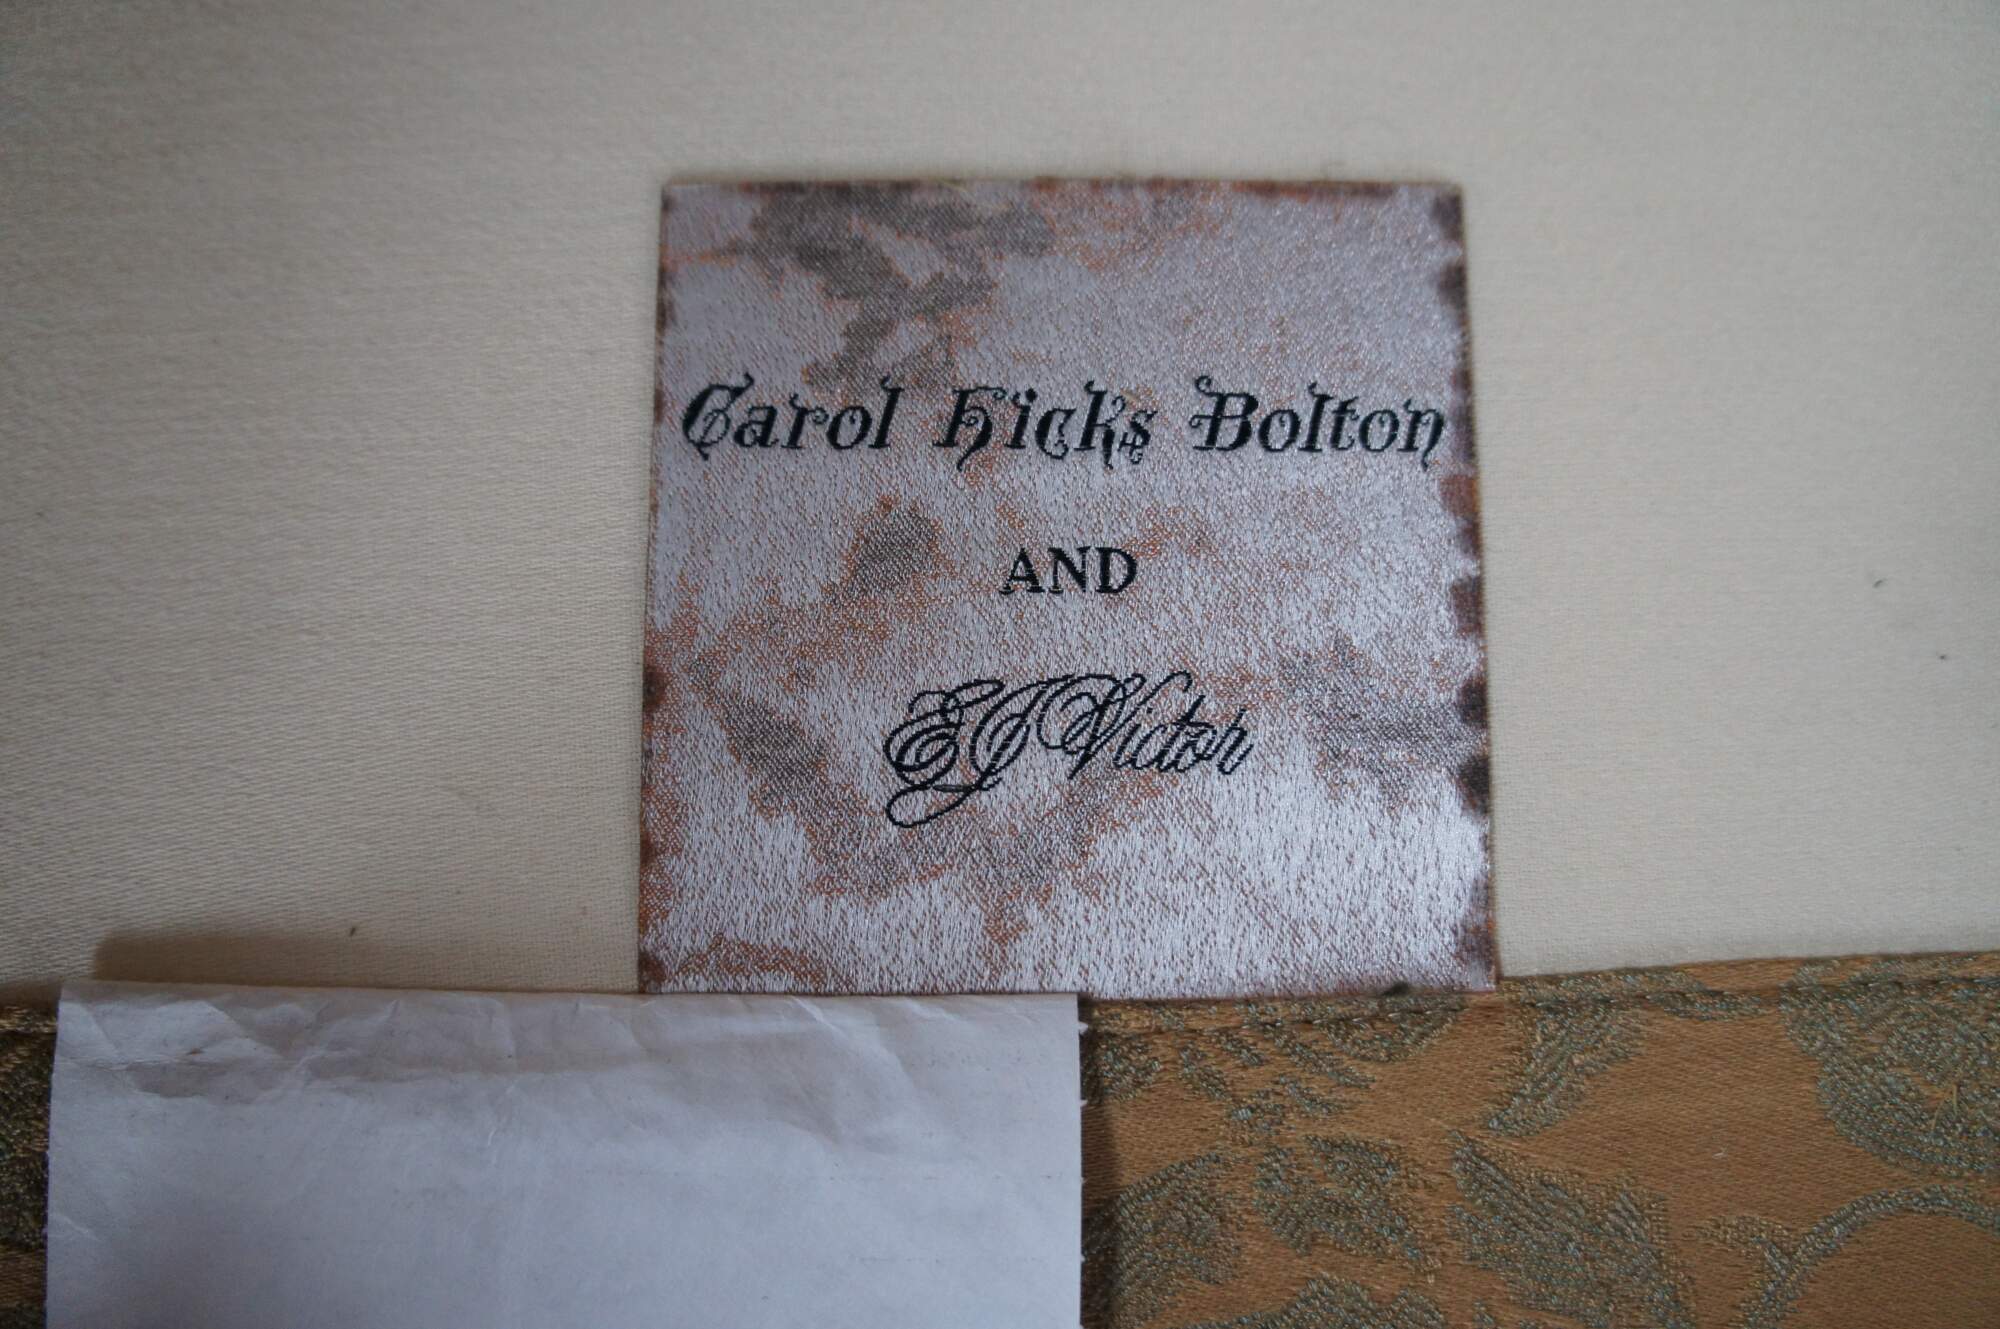 Carol Hicks Bolton
AND
EJ Victor